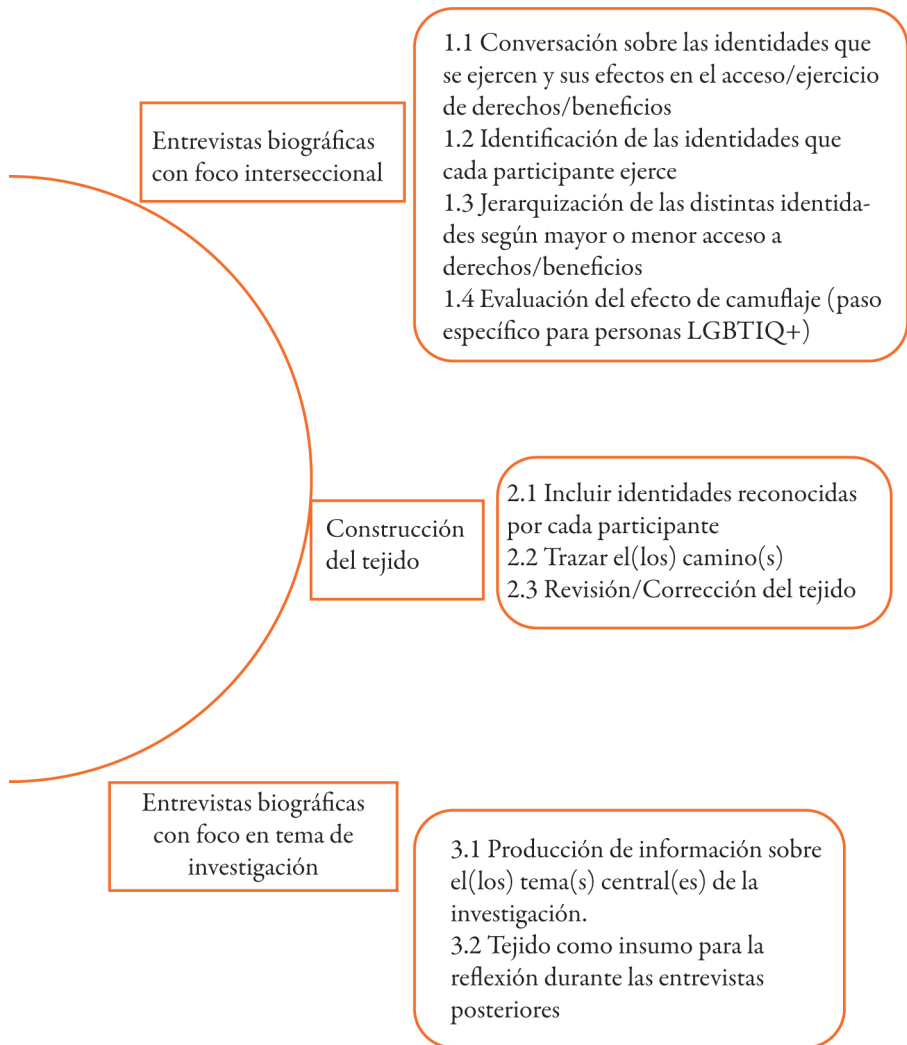 Entrevistas biográficas
con foco interseccional
1.1 Conversación sobre las identidades que
se ejercen y sus efectos en el acceso/ejercicio
de derechos/beneficios
1.2 Identificación de las identidades que
cada participante ejerce
1.3 Jerarquización de las distintas identida-
des según mayor o menor acceso a
derechos/beneficios
1.4 Evaluación del efecto de camuflaje (paso
específico para personas LGBTIQ+)
Construcción
del tejido
2.1 Incluir identidades reconocidas
por cada participante
2.2 Trazar el(los) camino(s)
2.3 Revisión/Corrección del tejido
Entrevistas biográficas
con foco en tema de
investigación
3.1 Producción de información sobre
el(los) tema(s) central(es) de la
investigación.
3.2 Tejido como insumo para la
reflexión durante las entrevistas
posteriores